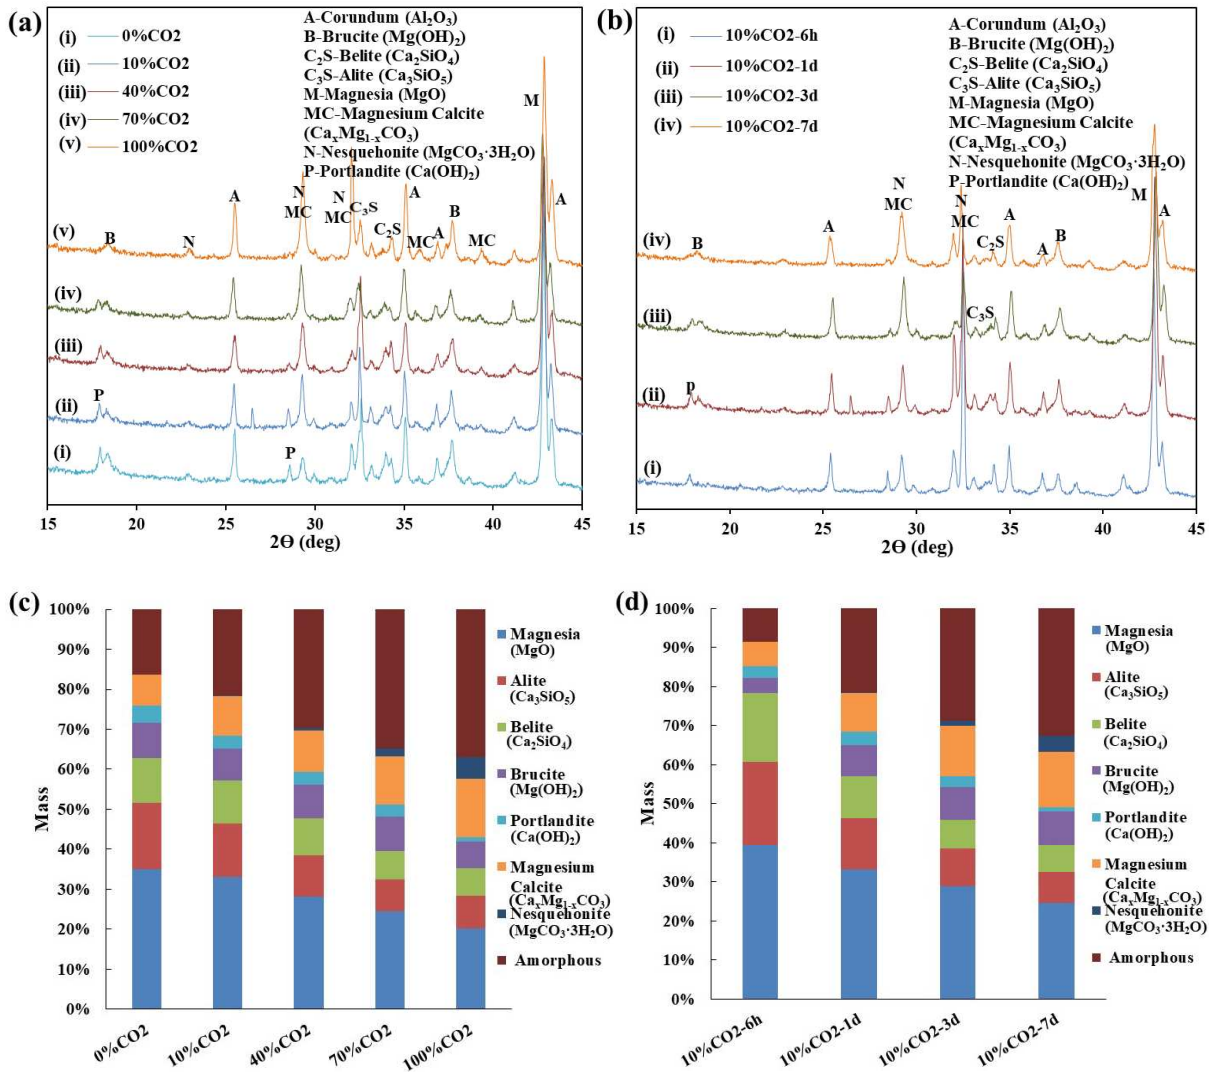 (a)
(i) 0%CO2
(ii) 10%CO2
(iii) 40%CO2
(iv) 70%CO2
(v) 100%CO2
A-Corundum (Al₂O₃)
B-Brucite (Mg(OH)₂)
C₂S-Belite (Ca₂SiO₄)
C₃S-Alite (Ca₃SiO₅)
M-Magnesia (MgO)
MC-Magnesium Calcite
(CaₓMg₁₋ₓCO₃)
N-Nesquehonite (MgCO₃·3H₂O)
P-Portlandite (Ca(OH)₂)
M
A
N
MC
N
MC
C₃S
A
B
A
B
N
C₂S
MC
A
MC
(v)
(iv)
(iii)
P
(ii)
(i)
P
15 20 25 30 35 40 45
2Θ (deg)
(b)
(i) 10%CO2-6h
(ii) 10%CO2-1d
(iii) 10%CO2-3d
(iv) 10%CO2-7d
A-Corundum (Al₂O₃)
B-Brucite (Mg(OH)₂)
C₂S-Belite (Ca₂SiO₄)
C₃S-Alite (Ca₃SiO₅)
M-Magnesia (MgO)
MC-Magnesium Calcite
(CaₓMg₁₋ₓCO₃)
N-Nesquehonite (MgCO₃·3H₂O)
P-Portlandite (Ca(OH)₂)
N
MC
N
MC
M
A
A
A
B
C₂S
A
B
(iv)
(iii)
C₃S
(ii)
p
(i)
15 20 25 30 35 40 45
2Θ (deg)
(c)
Mass
100%
90%
80%
70%
60%
50%
40%
30%
20%
10%
0%
0%CO2
10%CO2
40%CO2
70%CO2
100%CO2
Magnesia
(MgO)
Alite
(Ca₃SiO₅)
Belite
(Ca₂SiO₄)
Brucite
(Mg(OH)₂)
Portlandite
(Ca(OH)₂)
Magnesium
Calcite
(CaₓMg₁₋ₓCO₃)
Nesquehonite
(MgCO₃·3H₂O)
Amorphous
(d)
Mass
100%
90%
80%
70%
60%
50%
40%
30%
20%
10%
0%
10%CO2-6h
10%CO2-1d
10%CO2-3d
10%CO2-7d
Magnesia
(MgO)
Alite
(Ca₃SiO₅)
Belite
(Ca₂SiO₄)
Brucite
(Mg(OH)₂)
Portlandite
(Ca(OH)₂)
Magnesium
Calcite
(CaₓMg₁₋ₓCO₃)
Nesquehonite
(MgCO₃·3H₂O)
Amorphous